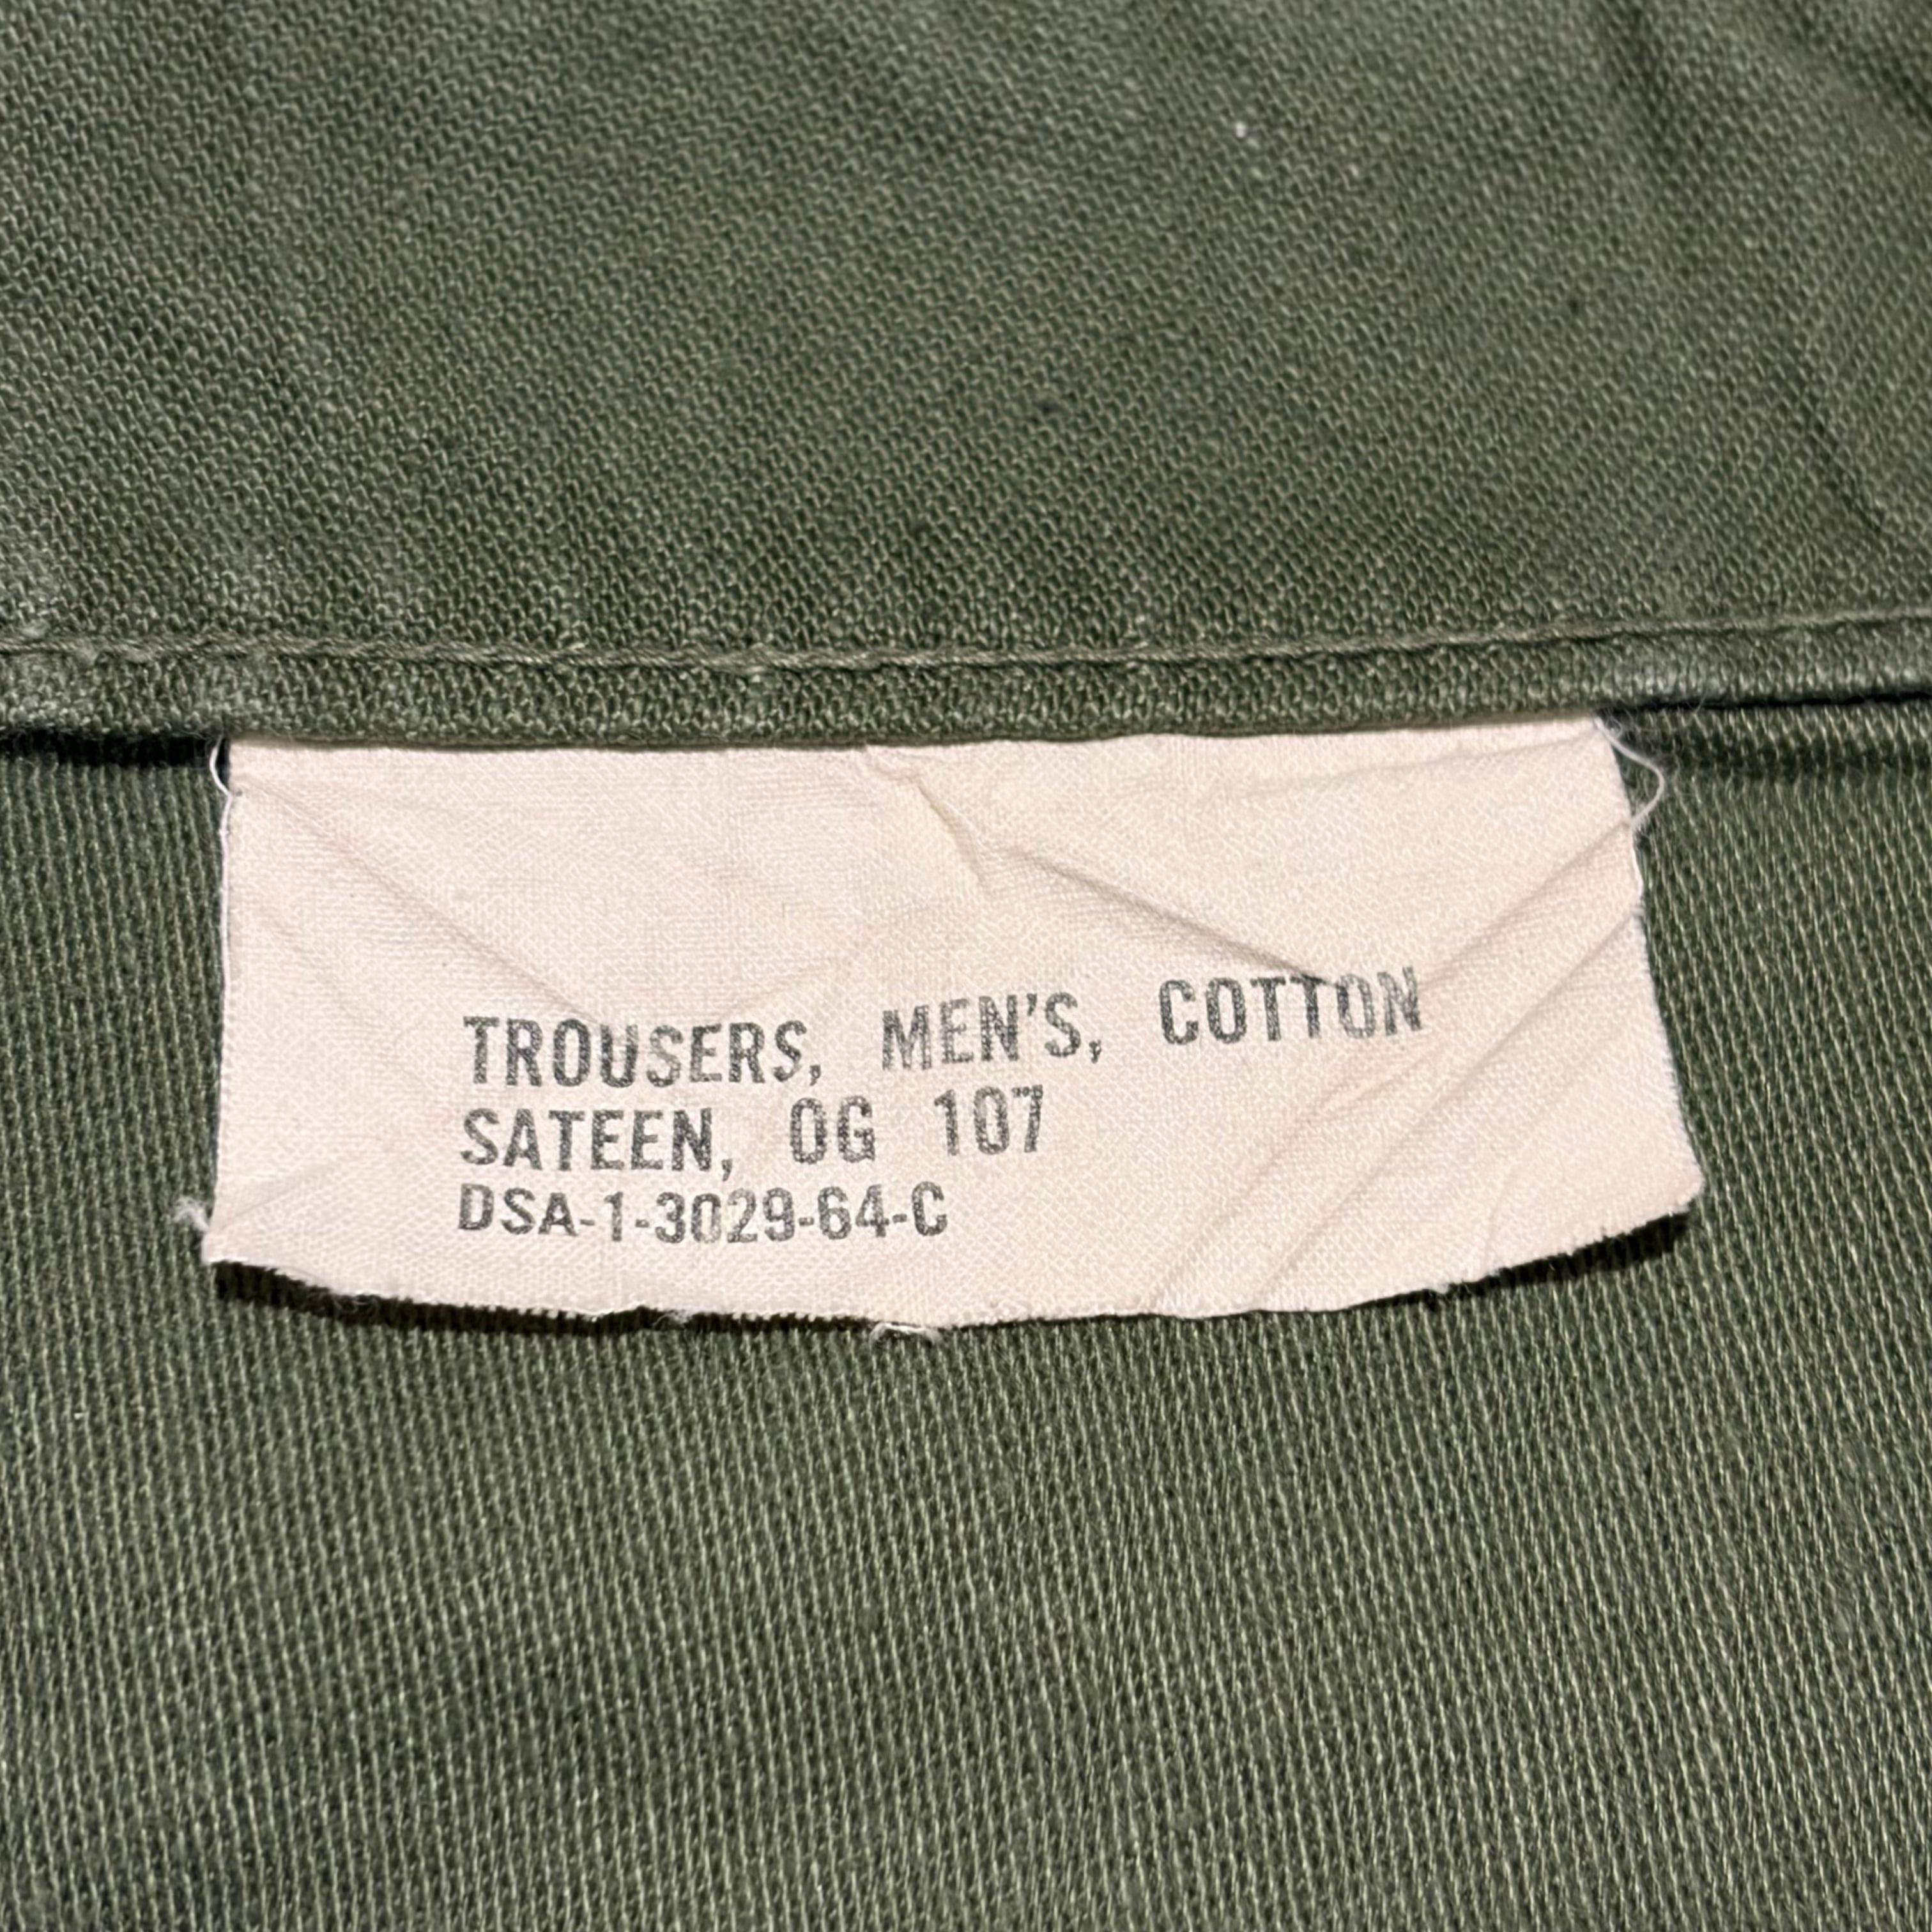 TROUSERS, MEN'S, COTTON
SATEEN, OG 107
DSA-1-3029-64-C